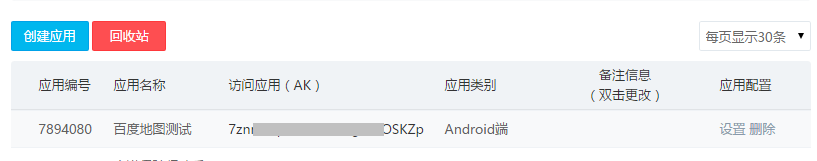 创建应用 回收站 每页显示30条
应用编号 应用名称 访问应用（AK） 应用类别 备注信息 应用配置
（双击更改）
7894080 百度地图测试 7zn OSKZp Android端 设置 删除